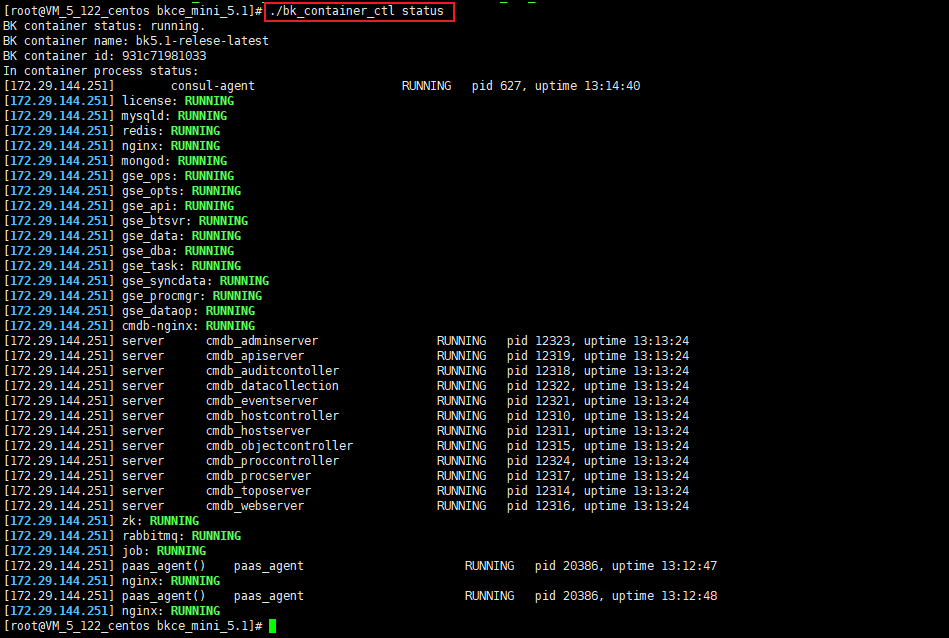 [root@VM_5_122_centos bkce_mini_5.1]# ./bk_container_ctl status
BK container status: running.
BK container name: bk5.1-relese-latest
BK container id: 931c71981033
In container process status:
[172.29.144.251] consul-agent RUNNING pid 627, uptime 13:14:40
[172.29.144.251] license: RUNNING
[172.29.144.251] mysqld: RUNNING
[172.29.144.251] redis: RUNNING
[172.29.144.251] nginx: RUNNING
[172.29.144.251] mongod: RUNNING
[172.29.144.251] gse_ops: RUNNING
[172.29.144.251] gse_opts: RUNNING
[172.29.144.251] gse_api: RUNNING
[172.29.144.251] gse_btsvr: RUNNING
[172.29.144.251] gse_data: RUNNING
[172.29.144.251] gse_dba: RUNNING
[172.29.144.251] gse_task: RUNNING
[172.29.144.251] gse_syncdata: RUNNING
[172.29.144.251] gse_procmgr: RUNNING
[172.29.144.251] gse_dataop: RUNNING
[172.29.144.251] cmdb-nginx: RUNNING
[172.29.144.251] server cmdb_adminserver RUNNING pid 12323, uptime 13:13:24
[172.29.144.251] server cmdb_apiserver RUNNING pid 12319, uptime 13:13:24
[172.29.144.251] server cmdb_auditcontoller RUNNING pid 12318, uptime 13:13:24
[172.29.144.251] server cmdb_datacollection RUNNING pid 12322, uptime 13:13:24
[172.29.144.251] server cmdb_eventserver RUNNING pid 12321, uptime 13:13:24
[172.29.144.251] server cmdb_hostcontroller RUNNING pid 12310, uptime 13:13:24
[172.29.144.251] server cmdb_hostserver RUNNING pid 12311, uptime 13:13:24
[172.29.144.251] server cmdb_objectcontroller RUNNING pid 12315, uptime 13:13:24
[172.29.144.251] server cmdb_proccontroller RUNNING pid 12324, uptime 13:13:24
[172.29.144.251] server cmdb_procserver RUNNING pid 12317, uptime 13:13:24
[172.29.144.251] server cmdb_toposerver RUNNING pid 12314, uptime 13:13:24
[172.29.144.251] server cmdb_webserver RUNNING pid 12316, uptime 13:13:24
[172.29.144.251] zk: RUNNING
[172.29.144.251] rabbitmq: RUNNING
[172.29.144.251] job: RUNNING
[172.29.144.251] paas_agent() paas_agent RUNNING pid 20386, uptime 13:12:47
[172.29.144.251] nginx: RUNNING
[172.29.144.251] paas_agent() paas_agent RUNNING pid 20386, uptime 13:12:48
[172.29.144.251] nginx: RUNNING
[root@VM_5_122_centos bkce_mini_5.1]#